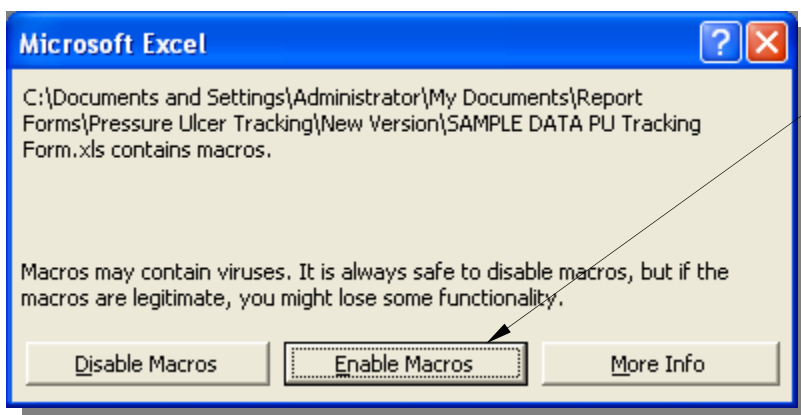 Microsoft Excel
C:\Documents and Settings\Administrator\My Documents\Report
Forms\Pressure Ulcer Tracking\New Version\SAMPLE DATA PU Tracking
Form.xls contains macros.
Macros may contain viruses. It is always safe to disable macros, but if the
macros are legitimate, you might lose some functionality.
Disable Macros
Enable Macros
More Info